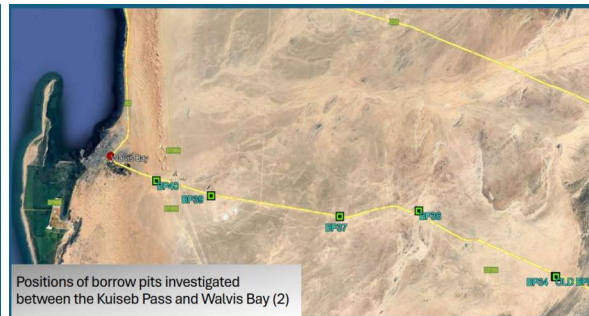 Walvis Bay
BP40
BP39
BP37
BP36
BP34
Positions of borrow pits investigated
between the Kuiseb Pass and Walvis Bay (2)